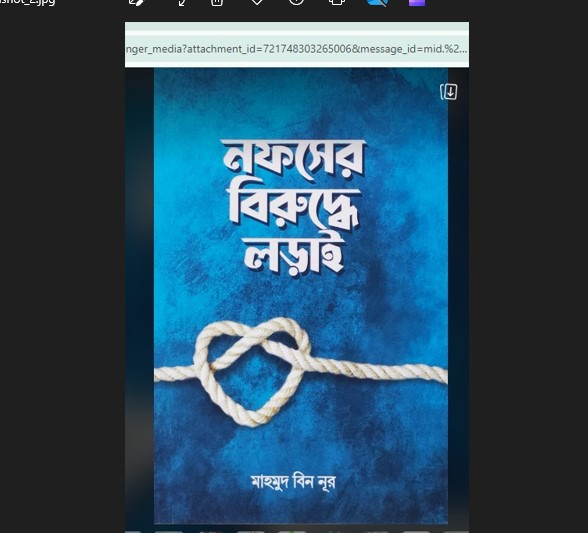 shot_2.jpg
nger_media?attachment_id=721748303265006&message_id=mid.%2...
নফসের
বিরুদ্ধে
লড়াই
মাহমুদ বিন নূর